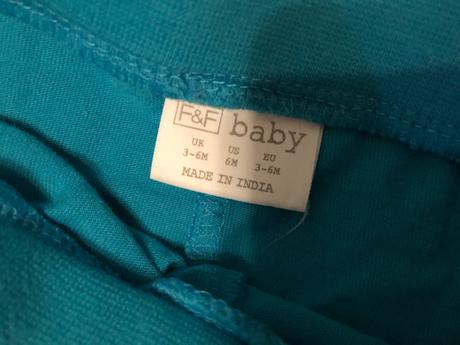 F&F baby
UK US EU
3-6M 6M 3-6M
MADE IN INDIA